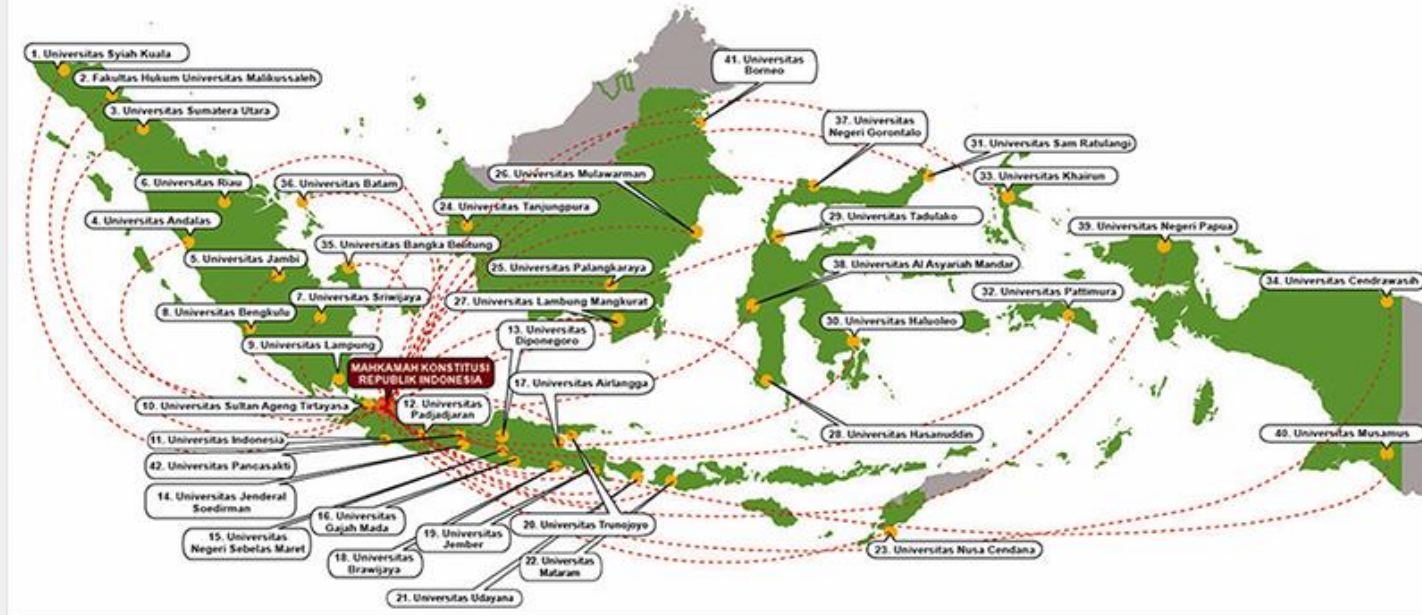 1. Universitas Syiah Kuala
2. Fakultas Hukum Universitas Malikussaleh
3. Universitas Sumatera Utara
41. Universitas
Borneo
37. Universitas
Negeri Gorontalo
31. Universitas Sam Ratulangi
26. Universitas Mulawarman
33. Universitas Khairun
6. Universitas Riau
36. Universitas Batam
24. Universitas Tanjungpura
29. Universitas Tadulako
4. Universitas Andalas
39. Universitas Negeri Papua
35. Universitas Bangka Belitung
5. Universitas Jambi
25. Universitas Palangkaraya
38. Universitas Al Asyariah Mandar
34. Universitas Cendrawasih
32. Universitas Pattimura
7. Universitas Sriwijaya
27. Universitas Lambung Mangkurat
8. Universitas Bengkulu
30. Universitas Haluoleo
13. Universitas
Diponegoro
9. Universitas Lampung
MAHKAMAH KONSTITUSI
REPUBLIK INDONESIA
17. Universitas Airlangga
10. Universitas Sultan Ageng Tirtayasa
12. Universitas
Padjadjaran
28. Universitas Hasanuddin
40. Universitas Musamus
11. Universitas Indonesia
42. Universitas Pancasakti
14. Universitas Jenderal
Soedirman
16. Universitas
Gajah Mada
20. Universitas Trunojoyo
15. Universitas
Negeri Sebelas Maret
19. Universitas
Jember
23. Universitas Nusa Cendana
18. Universitas
Brawijaya
22. Universitas
Mataram
21. Universitas Udayana